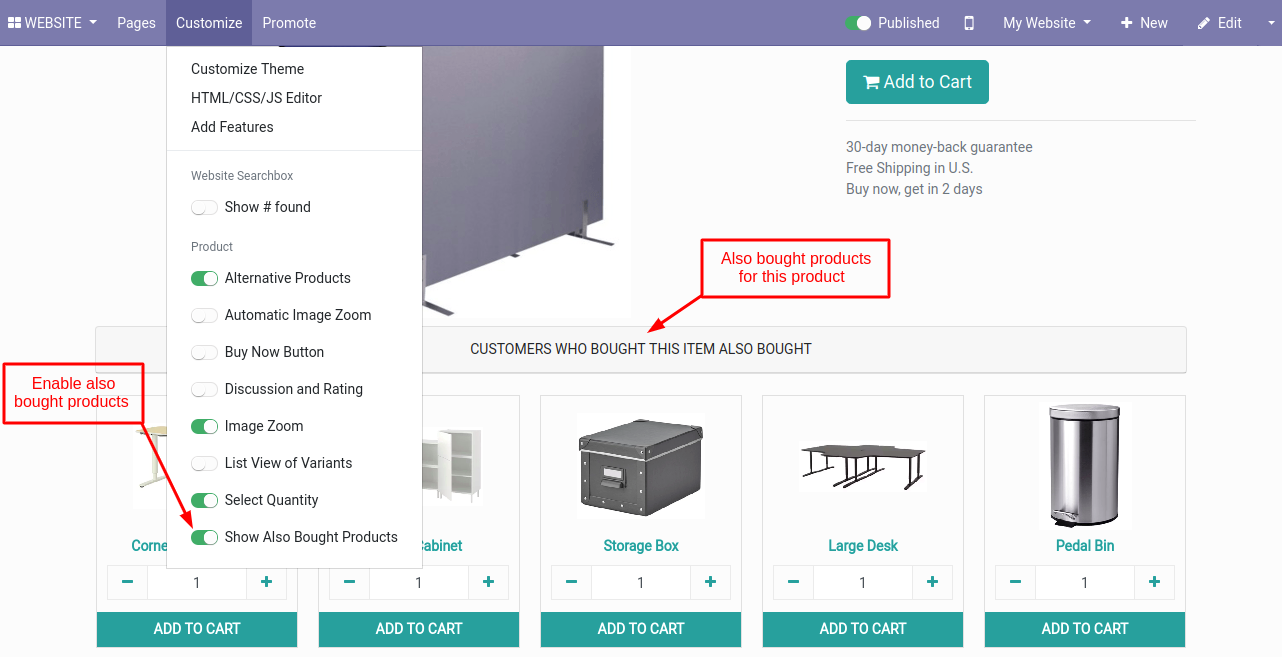 WEBSITE
Pages
Customize
Promote
Published
My Website
New
Edit
Customize Theme
HTML/CSS/JS Editor
Add Features
Website Searchbox
Show # found
Product
Alternative Products
Automatic Image Zoom
Buy Now Button
Discussion and Rating
Image Zoom
List View of Variants
Select Quantity
Show Also Bought Products
Add to Cart
30-day money-back guarantee
Free Shipping in U.S.
Buy now, get in 2 days
Also bought products
for this product
Enable also
bought products
CUSTOMERS WHO BOUGHT THIS ITEM ALSO BOUGHT
Corne
Cabinet
Storage Box
Large Desk
Pedal Bin
1
1
1
1
1
ADD TO CART
ADD TO CART
ADD TO CART
ADD TO CART
ADD TO CART